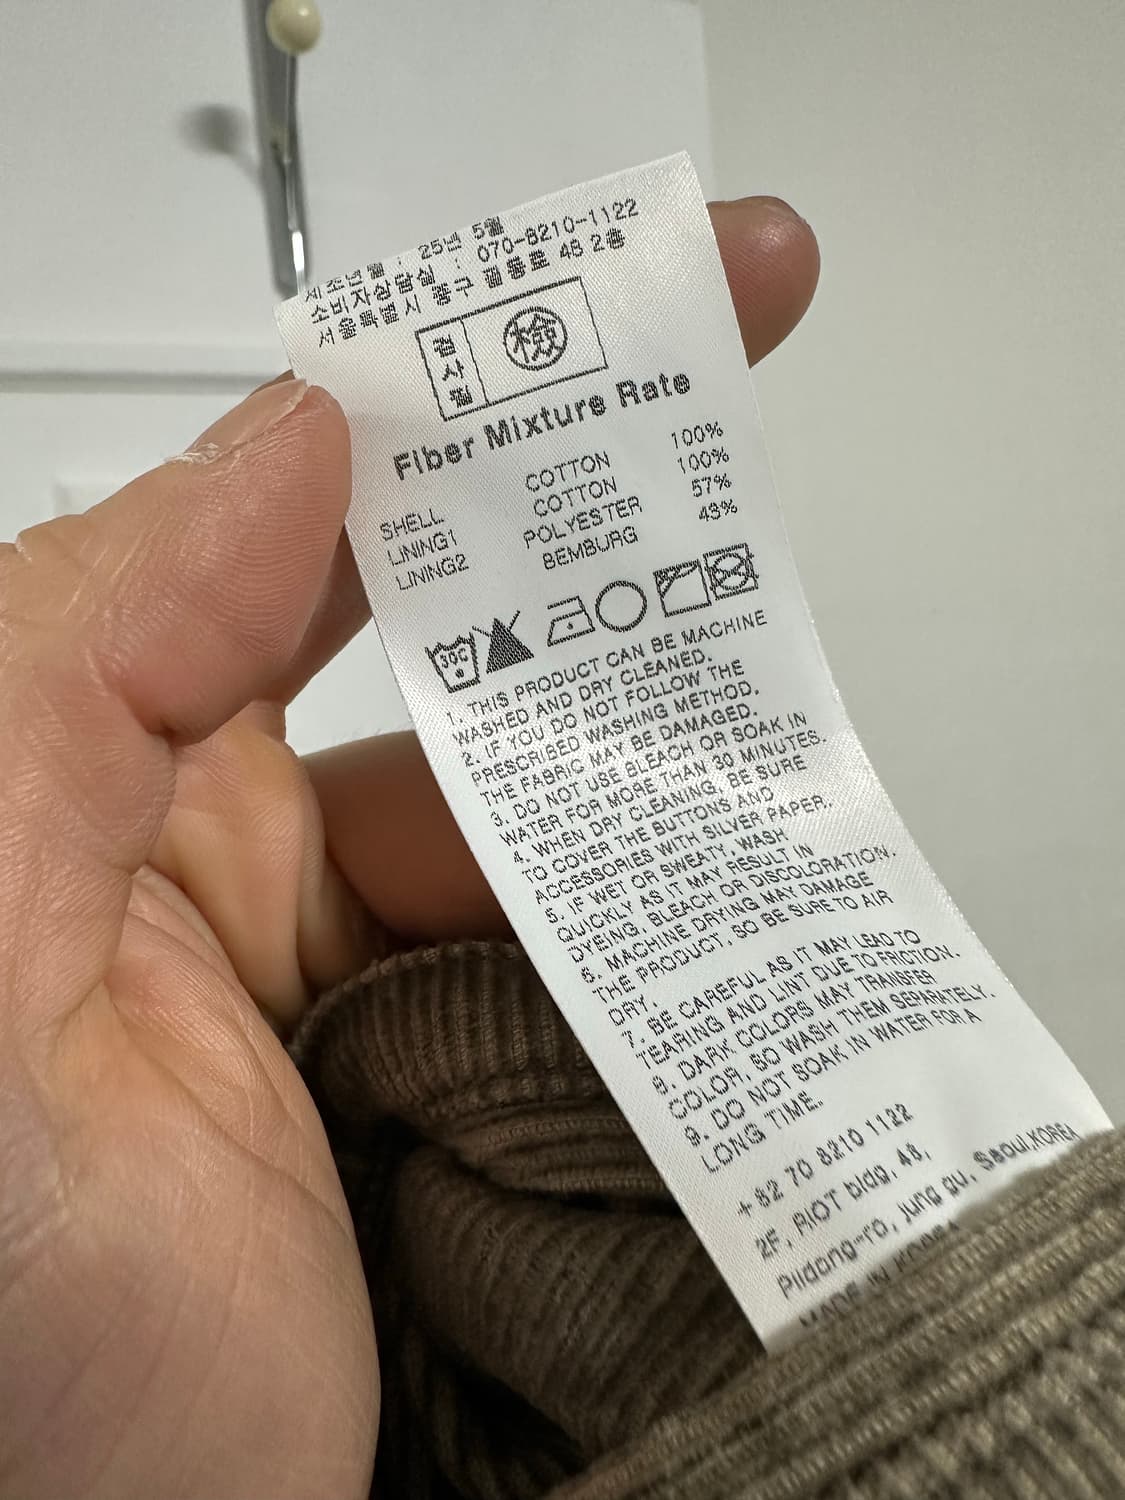 제조년월 : 25년 5월
소비자상담실 : 070-8210-1122
서울특별시 중구 필동로 48 2층
검사필
檢
Fiber Mixture Rate
SHELL COTTON 100%
LINING1 COTTON 100%
LINING2 POLYESTER 57%
BEMBURG 43%
30C
1. THIS PRODUCT CAN BE MACHINE
WASHED AND DRY CLEANED.
2. IF YOU DO NOT FOLLOW THE
PRESCRIBED WASHING METHOD.
THE FABRIC MAY BE DAMAGED.
3. DO NOT USE BLEACH OR SOAK IN
WATER FOR MORE THAN 30 MINUTES.
4. WHEN DRY CLEANING, BE SURE
TO COVER THE BUTTONS AND
ACCESSORIES WITH SILVER PAPER.
5. IF WET OR SWEATY, WASH
QUICKLY AS IT MAY RESULT IN
DYEING, BLEACH OR DISCOLORATION.
6. MACHINE DRYING MAY DAMAGE
THE PRODUCT, SO BE SURE TO AIR
DRY.
7. BE CAREFUL AS IT MAY LEAD TO
TEARING AND LINT DUE TO FRICTION.
8. DARK COLORS MAY TRANSFER
COLOR, SO WASH THEM SEPARATELY.
9. DO NOT SOAK IN WATER FOR A
LONG TIME.
+82 70 8210 1122
2F, RIOT bldg, 48,
Pildong-ro, jung gu, Seoul,KOREA
MADE IN KOREA